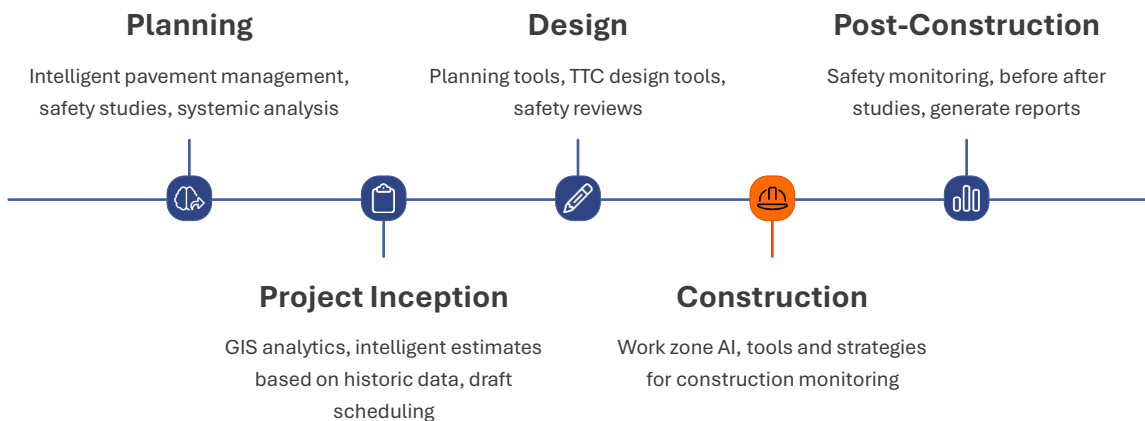 Planning
Intelligent pavement management,
safety studies, systemic analysis
Project Inception
GIS analytics, intelligent estimates
based on historic data, draft
scheduling
Design
Planning tools, TTC design tools,
safety reviews
Construction
Work zone AI, tools and strategies
for construction monitoring
Post-Construction
Safety monitoring, before after
studies, generate reports